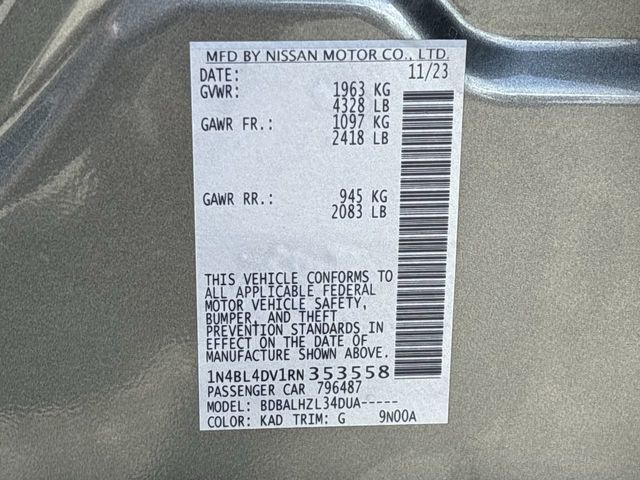 MFD BY NISSAN MOTOR CO., LTD.
DATE: 11/23
GVWR: 1963 KG
4328 LB
GAWR FR.: 1097 KG
2418 LB
GAWR RR.: 945 KG
2083 LB
THIS VEHICLE CONFORMS TO
ALL APPLICABLE FEDERAL
MOTOR VEHICLE SAFETY,
BUMPER, AND THEFT
PREVENTION STANDARDS IN
EFFECT ON THE DATE OF
MANUFACTURE SHOWN ABOVE.
1N4BL4DV1RN353558
PASSENGER CAR 796487
MODEL: BDBALHZL34DUA-----
COLOR: KAD TRIM: G 9N00A